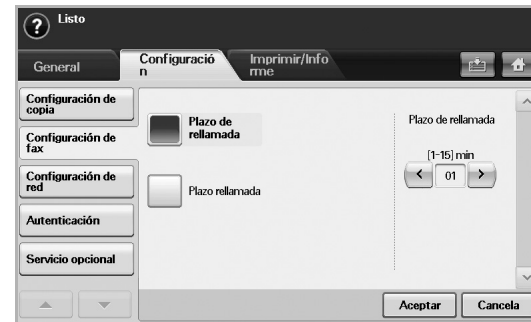 ? Listo
General
Configuració
n
Imprimir/Info
rme
Configuración de
copia
Configuración de
fax
Configuración de
red
Autenticación
Servicio opcional
Plazo de
rellamada
Plazo rellamada
Plazo de rellamada
[1-15] min
01
Aceptar
Cancela